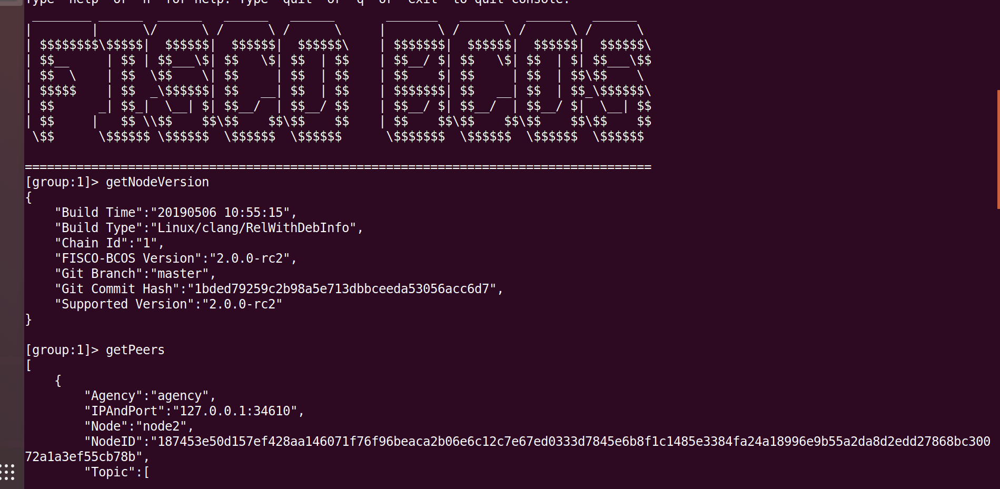 Type 'help' or 'h' for help. Type 'quit' or 'q' or 'exit' to quit console.
 ________ ______  ______   ______   ______       _______   ______   ______   ______
|        |      \/      \ /      \ /      \     |       \ /      \ /      \ /      \
| $$$$$$$$\$$$$$|  $$$$$$|  $$$$$$|  $$$$$$\    | $$$$$$$|  $$$$$$|  $$$$$$|  $$$$$$\
| $$__     | $$ | $$___\$| $$   \$| $$  | $$    | $$__/ $| $$   \$| $$  | $| $$___\$$
| $$  \    | $$  \$$    \| $$     | $$  | $$    | $$    $| $$     | $$  | $$\$$    \
| $$$$$    | $$  _\$$$$$$| $$   __| $$  | $$    | $$$$$$$| $$   __| $$  | $$_\$$$$$$\
| $$      _| $$_|  \__| $| $$__/  | $$__/ $$    | $$__/ $| $$__/  | $$__/ $|  \__| $$
| $$     |   $$ \\$$    $$\$$    $$\$$    $$    | $$    $$\$$    $$\$$    $$\$$    $$
 \$$      \$$$$$$ \$$$$$$  \$$$$$$  \$$$$$$      \$$$$$$$  \$$$$$$  \$$$$$$  \$$$$$$
=====================================================================================
[group:1]> getNodeVersion
{
    "Build Time":"20190506 10:55:15",
    "Build Type":"Linux/clang/RelWithDebInfo",
    "Chain Id":"1",
    "FISCO-BCOS Version":"2.0.0-rc2",
    "Git Branch":"master",
    "Git Commit Hash":"1bded79259c2b98a5e713dbbceeda53056acc6d7",
    "Supported Version":"2.0.0-rc2"
}
[group:1]> getPeers
[
    {
        "Agency":"agency",
        "IPAndPort":"127.0.0.1:34610",
        "Node":"node2",
        "NodeID":"187453e50d157ef428aa146071f76f96beaca2b06e6c12c7e67ed0333d7845e6b8f1c1485e3384fa24a18996e9b55a2da8d2edd27868bc300
72a1a3ef55cb78b",
        "Topic":[